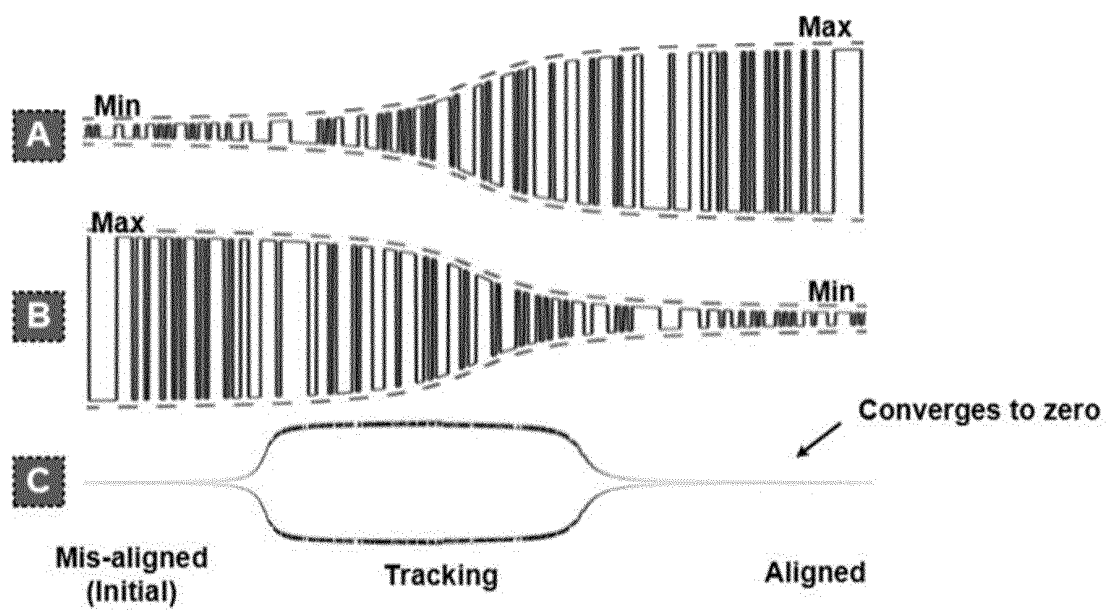 Max
Min
A
Max
B
Min
Converges to zero
C
Mis-aligned
(Initial)
Tracking
Aligned